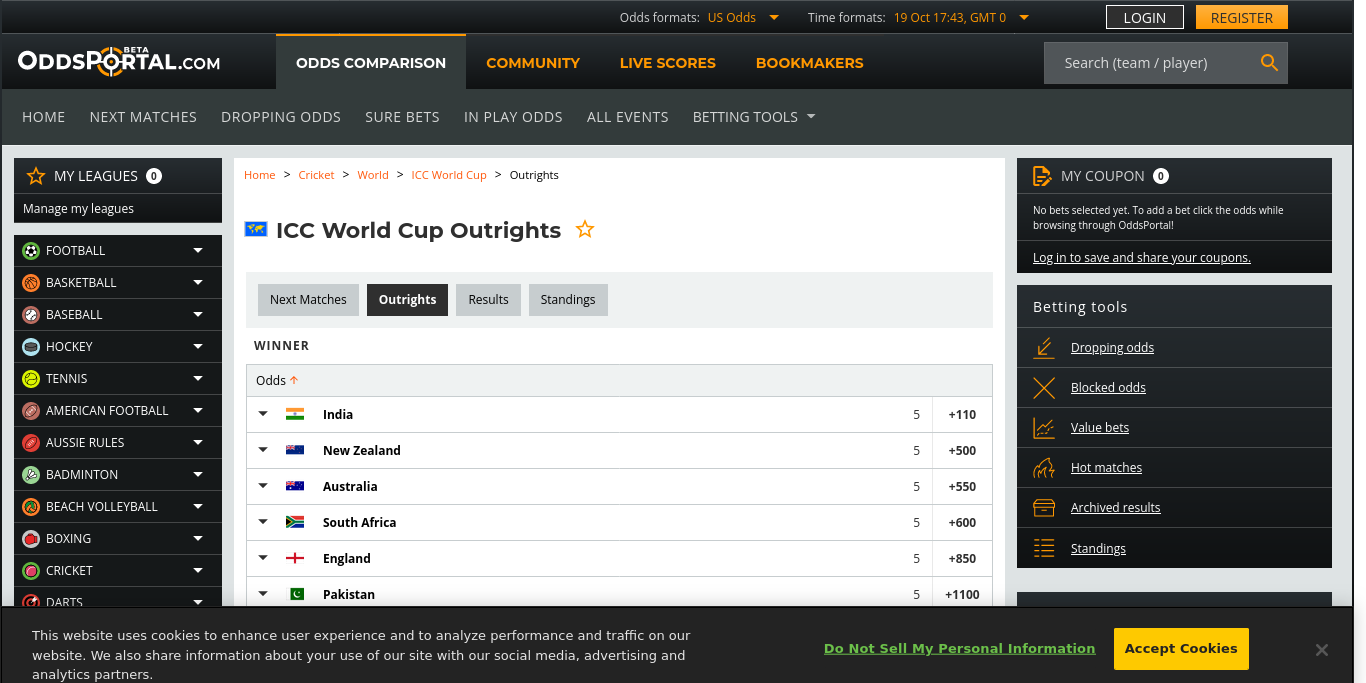 Odds formats: US Odds Time formats: 19 Oct 17:43, GMT 0 LOGIN REGISTER
ODDSPORTAL.COM BETA
ODDS COMPARISON COMMUNITY LIVE SCORES BOOKMAKERS Search (team / player)
HOME NEXT MATCHES DROPPING ODDS SURE BETS IN PLAY ODDS ALL EVENTS BETTING TOOLS
MY LEAGUES 0
Manage my leagues
FOOTBALL
BASKETBALL
BASEBALL
HOCKEY
TENNIS
AMERICAN FOOTBALL
AUSSIE RULES
BADMINTON
BEACH VOLLEYBALL
BOXING
CRICKET
DARTS
Home > Cricket > World > ICC World Cup > Outrights
ICC World Cup Outrights
Next Matches Outrights Results Standings
WINNER
Odds
India 5 +110
New Zealand 5 +500
Australia 5 +550
South Africa 5 +600
England 5 +850
Pakistan 5 +1100
MY COUPON 0
No bets selected yet. To add a bet click the odds while
browsing through OddsPortal!
Log in to save and share your coupons.
Betting tools
Dropping odds
Blocked odds
Value bets
Hot matches
Archived results
Standings
This website uses cookies to enhance user experience and to analyze performance and traffic on our
website. We also share information about your use of our site with our social media, advertising and
analytics partners.
Do Not Sell My Personal Information
Accept Cookies